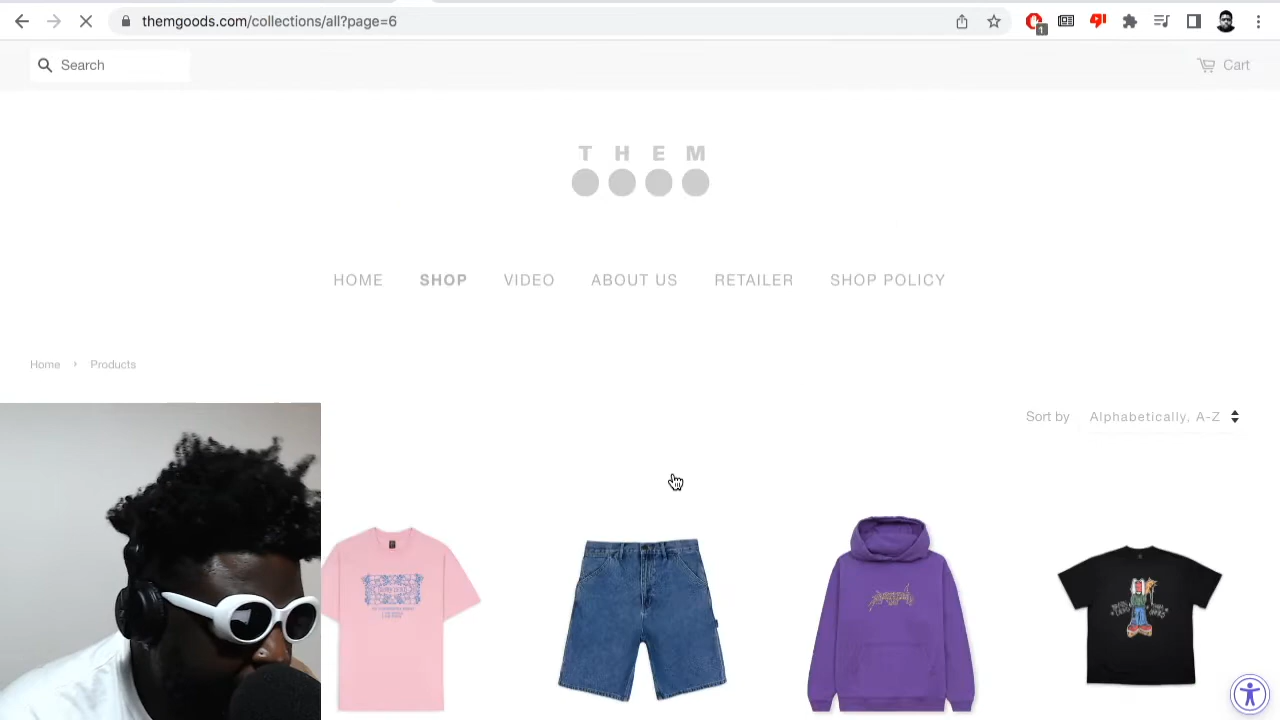 themgoods.com/collections/all?page=6
1
Search
Cart
T H E M
HOME SHOP VIDEO ABOUT US RETAILER SHOP POLICY
Home › Products
Sort by Alphabetically, A-Z